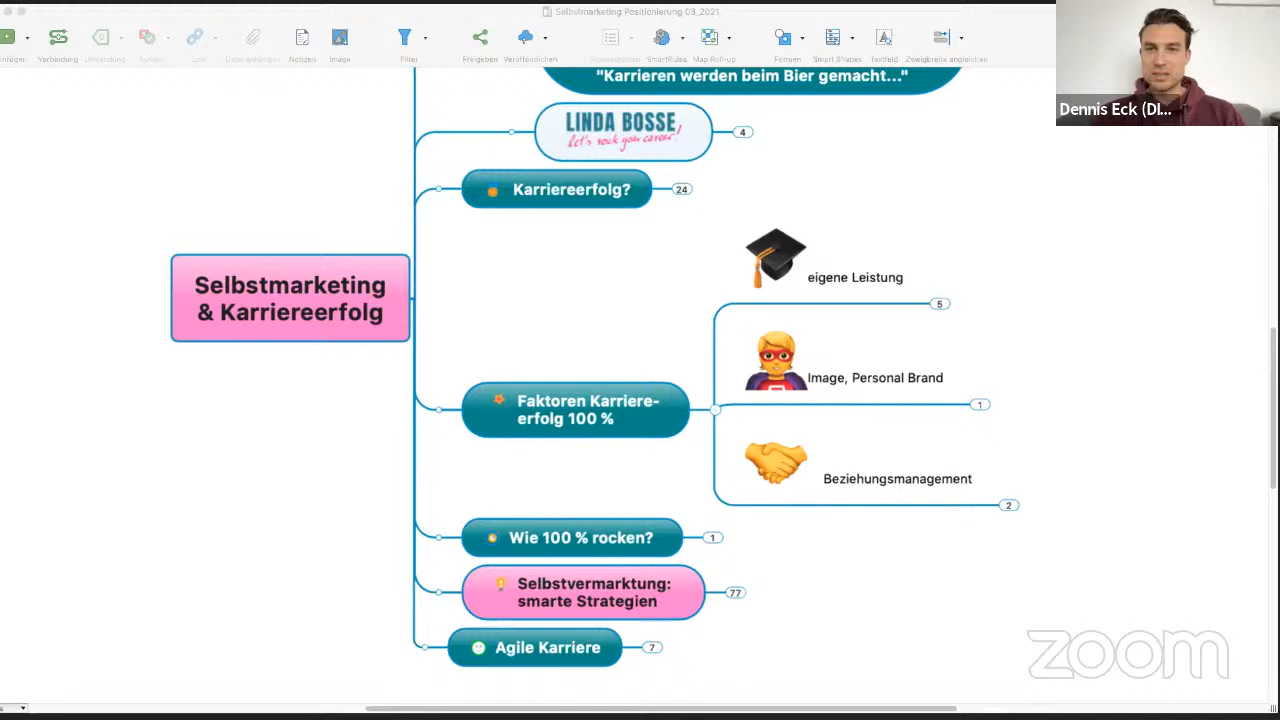 Selbstmarketing Positionierung 03_2021
Verbindung
Notizen
Image
Filter
Freigeben
Veröffentlichen
SmartRules
Map Roll-up
Formen
Smart Shapes
Textfeld
Zweigbreite angleichen
Dennis Eck (DI...
"Karrieren werden beim Bier gemacht..."
LINDA BOSSE
let's rock your career!
4
Karriereerfolg?
24
eigene Leistung
5
Selbstmarketing
& Karriereerfolg
Image, Personal Brand
1
Faktoren Karriere-
erfolg 100 %
Beziehungsmanagement
2
Wie 100 % rocken?
1
Selbstvermarktung:
smarte Strategien
77
Agile Karriere
7
zoom